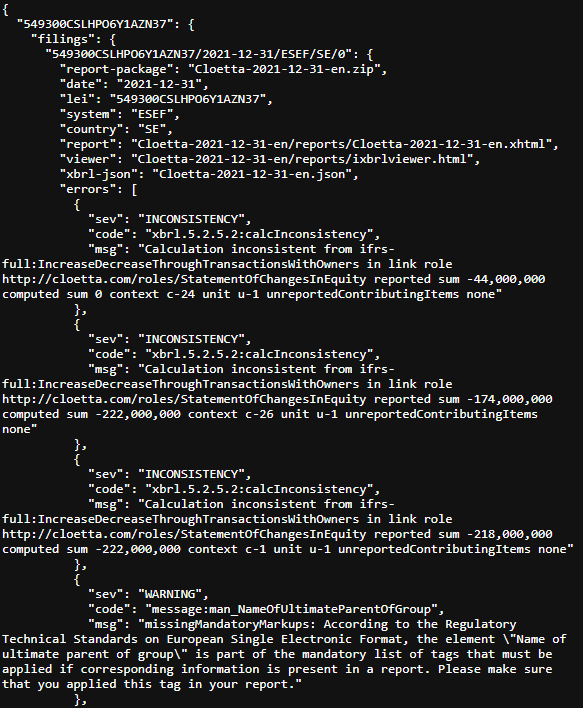 {
  "549300CSLHPO6Y1AZN37": {
    "filings": {
      "549300CSLHPO6Y1AZN37/2021-12-31/ESEF/SE/0": {
        "report-package": "Cloetta-2021-12-31-en.zip",
        "date": "2021-12-31",
        "lei": "549300CSLHPO6Y1AZN37",
        "system": "ESEF",
        "country": "SE",
        "report": "Cloetta-2021-12-31-en/reports/Cloetta-2021-12-31-en.xhtml",
        "viewer": "Cloetta-2021-12-31-en/reports/ixbrlviewer.html",
        "xbrl-json": "Cloetta-2021-12-31-en.json",
        "errors": [
          {
            "sev": "INCONSISTENCY",
            "code": "xbrl.5.2.5.2:calcInconsistency",
            "msg": "Calculation inconsistent from ifrs-
full:IncreaseDecreaseThroughTransactionsWithOwners in link role
http://cloetta.com/roles/StatementOfChangesInEquity reported sum -44,000,000
computed sum 0 context c-24 unit u-1 unreportedContributingItems none"
          },
          {
            "sev": "INCONSISTENCY",
            "code": "xbrl.5.2.5.2:calcInconsistency",
            "msg": "Calculation inconsistent from ifrs-
full:IncreaseDecreaseThroughTransactionsWithOwners in link role
http://cloetta.com/roles/StatementOfChangesInEquity reported sum -174,000,000
computed sum -222,000,000 context c-26 unit u-1 unreportedContributingItems
none"
          },
          {
            "sev": "INCONSISTENCY",
            "code": "xbrl.5.2.5.2:calcInconsistency",
            "msg": "Calculation inconsistent from ifrs-
full:IncreaseDecreaseThroughTransactionsWithOwners in link role
http://cloetta.com/roles/StatementOfChangesInEquity reported sum -218,000,000
computed sum -222,000,000 context c-1 unit u-1 unreportedContributingItems none"
          },
          {
            "sev": "WARNING",
            "code": "message:man_NameOfUltimateParentOfGroup",
            "msg": "missingMandatoryMarkups: According to the Regulatory
Technical Standards on European Single Electronic Format, the element \"Name of
ultimate parent of group\" is part of the mandatory list of tags that must be
applied if corresponding information is present in a report. Please make sure
that you applied this tag in your report."
          },